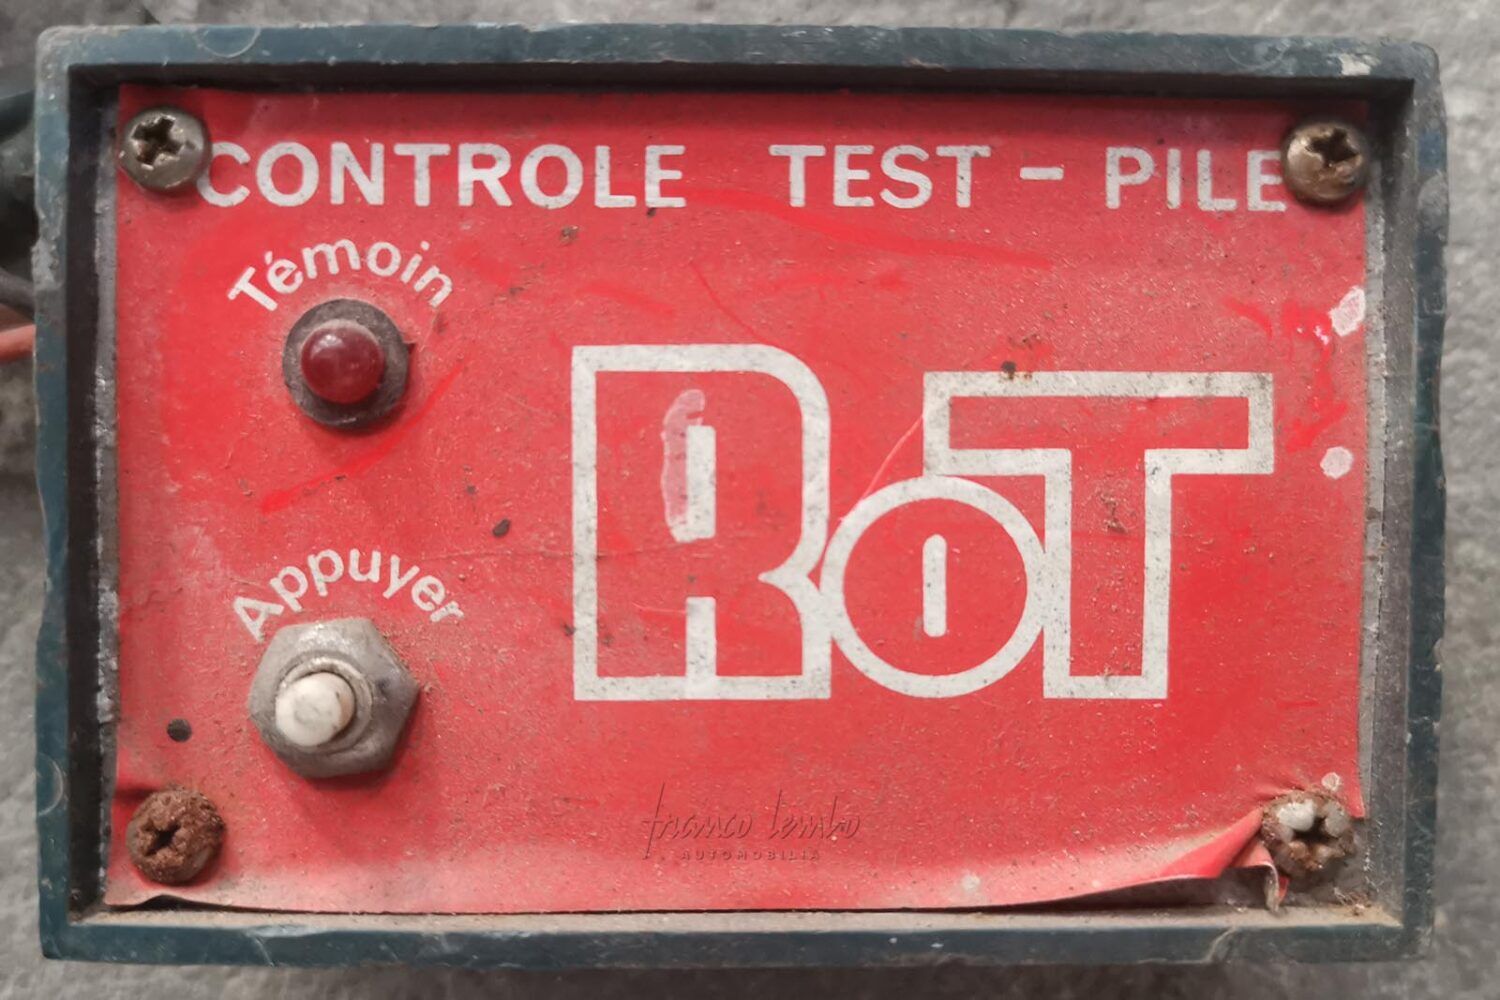 CONTROLE TEST - PILE
Témoin
RoT
Appuyer
franco lembo
AUTOMOBILIA